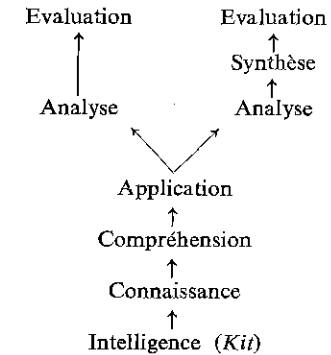 Evaluation Evaluation
Synthèse
Analyse Analyse
Application
Compréhension
Connaissance
Intelligence (Kit)